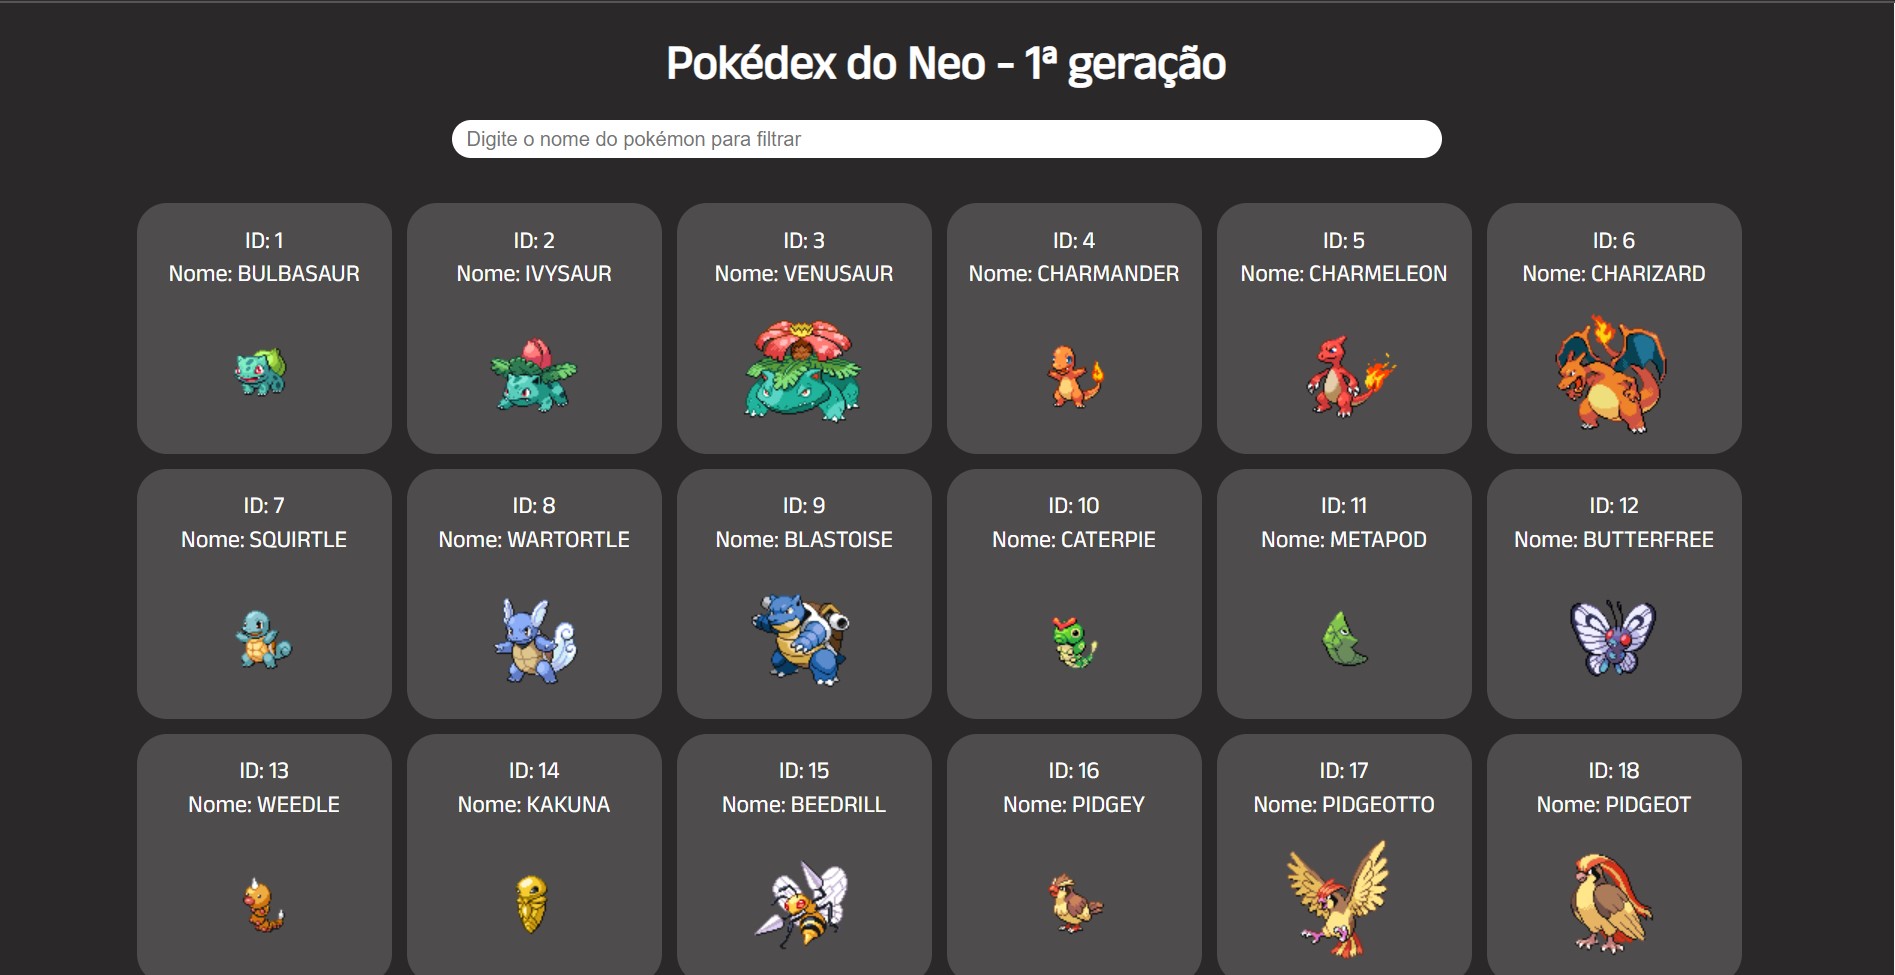 Pokédex do Neo - 1ª geração
Digite o nome do pokémon para filtrar
ID: 1
Nome: BULBASAUR
ID: 2
Nome: IVYSAUR
ID: 3
Nome: VENUSAUR
ID: 4
Nome: CHARMANDER
ID: 5
Nome: CHARMELEON
ID: 6
Nome: CHARIZARD
ID: 7
Nome: SQUIRTLE
ID: 8
Nome: WARTORTLE
ID: 9
Nome: BLASTOISE
ID: 10
Nome: CATERPIE
ID: 11
Nome: METAPOD
ID: 12
Nome: BUTTERFREE
ID: 13
Nome: WEEDLE
ID: 14
Nome: KAKUNA
ID: 15
Nome: BEEDRILL
ID: 16
Nome: PIDGEY
ID: 17
Nome: PIDGEOTTO
ID: 18
Nome: PIDGEOT